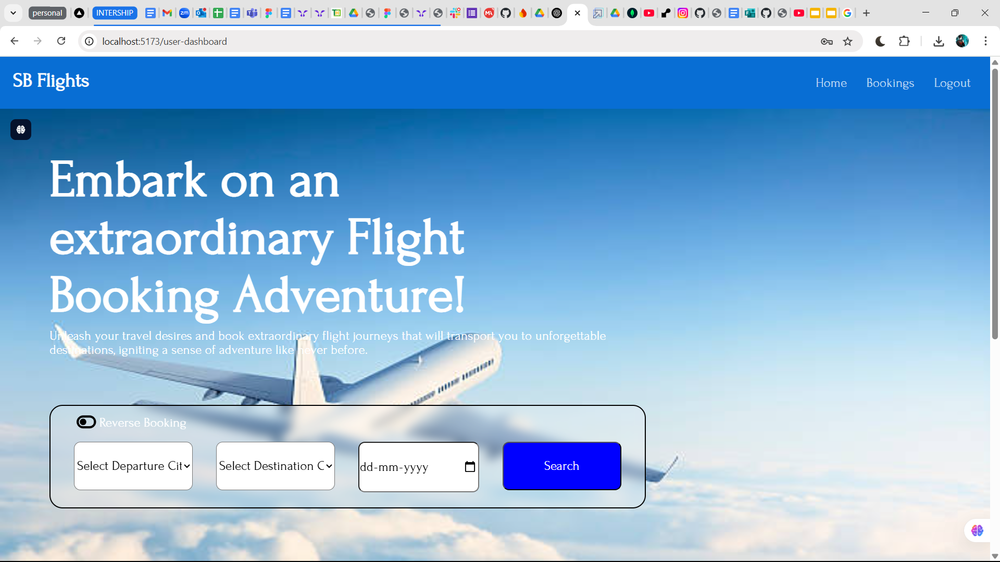 personal
INTERSHIP
localhost:5173/user-dashboard
SB Flights
Home Bookings Logout
Embark on an
extraordinary Flight
Booking Adventure!
Unleash your travel desires and book extraordinary flight journeys that will transport you to unforgettable
destinations, igniting a sense of adventure like never before.
Reverse Booking
Select Departure Cit
Select Destination C
dd-mm-yyyy
Search